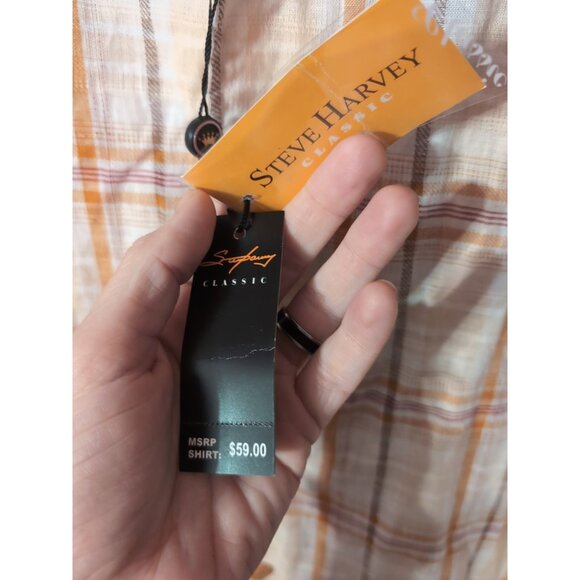 STEVE HARVEY
CLASSIC
CLASSIC
MSRP
SHIRT: $59.00